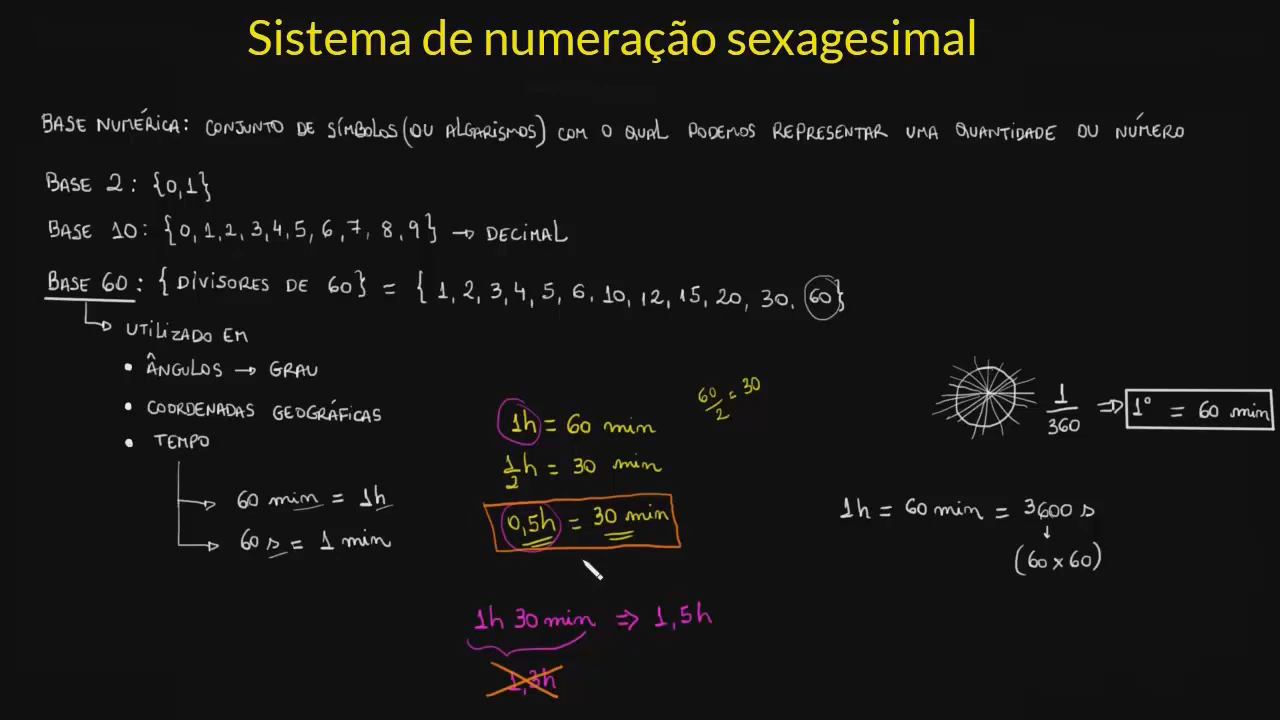 Sistema de numeração sexagesimal
BASE NUMÉRICA: CONJUNTO DE SÍMBOLOS (OU ALGARISMOS) COM O QUAL PODEMOS REPRESENTAR UMA QUANTIDADE OU NÚMERO
BASE 2: {0,1}
BASE 10: {0, 1, 2, 3, 4, 5, 6, 7, 8, 9} → DECIMAL
BASE 60: {DIVISORES DE 60} = {1, 2, 3, 4, 5, 6, 10, 12, 15, 20, 30, 60}
UTILIZADO EM
• ÂNGULOS → GRAU
• COORDENADAS GEOGRÁFICAS
• TEMPO
60 min = 1h
60 s = 1 min
60/2 = 30
1h = 60 min
1/2 h = 30 min
0,5h = 30 min
1h 30 min ⇒ 1,5h
1,3h
1/360 ⇒ 1° = 60 min
1h = 60 min = 3600 s
(60 x 60)